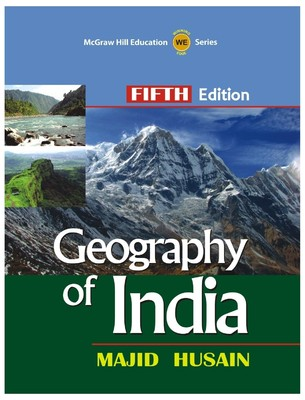 McGraw Hill Education WE Series
FIFTH Edition
Geography
of India
MAJID HUSAIN